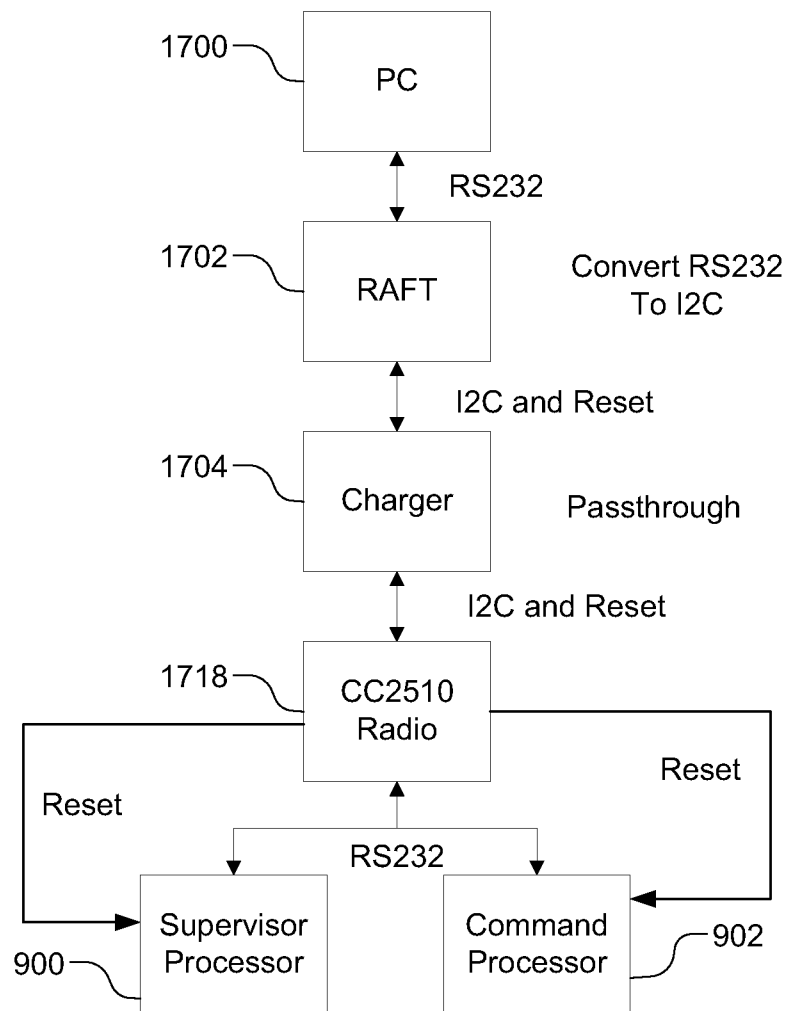 1700
PC
RS232
1702
RAFT
Convert RS232
To I2C
I2C and Reset
1704
Charger
Passthrough
I2C and Reset
1718
CC2510
Radio
Reset
Reset
RS232
Supervisor
Processor
Command
Processor
900
902